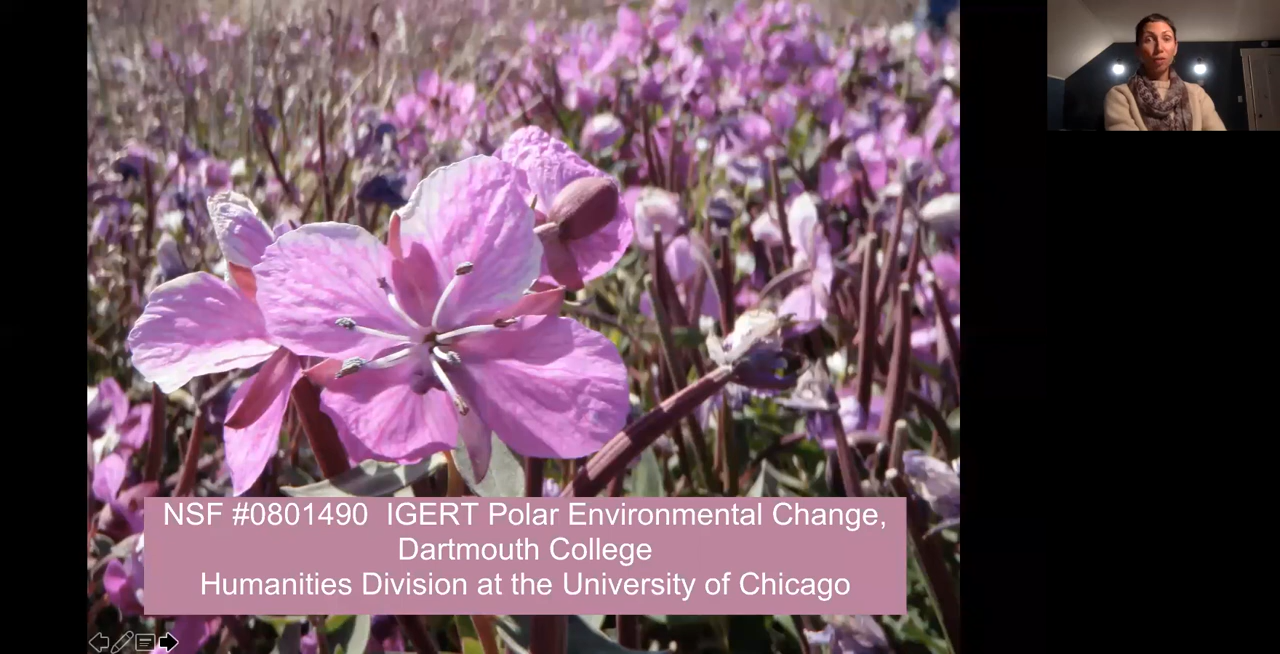 NSF #0801490 IGERT Polar Environmental Change,
Dartmouth College
Humanities Division at the University of Chicago